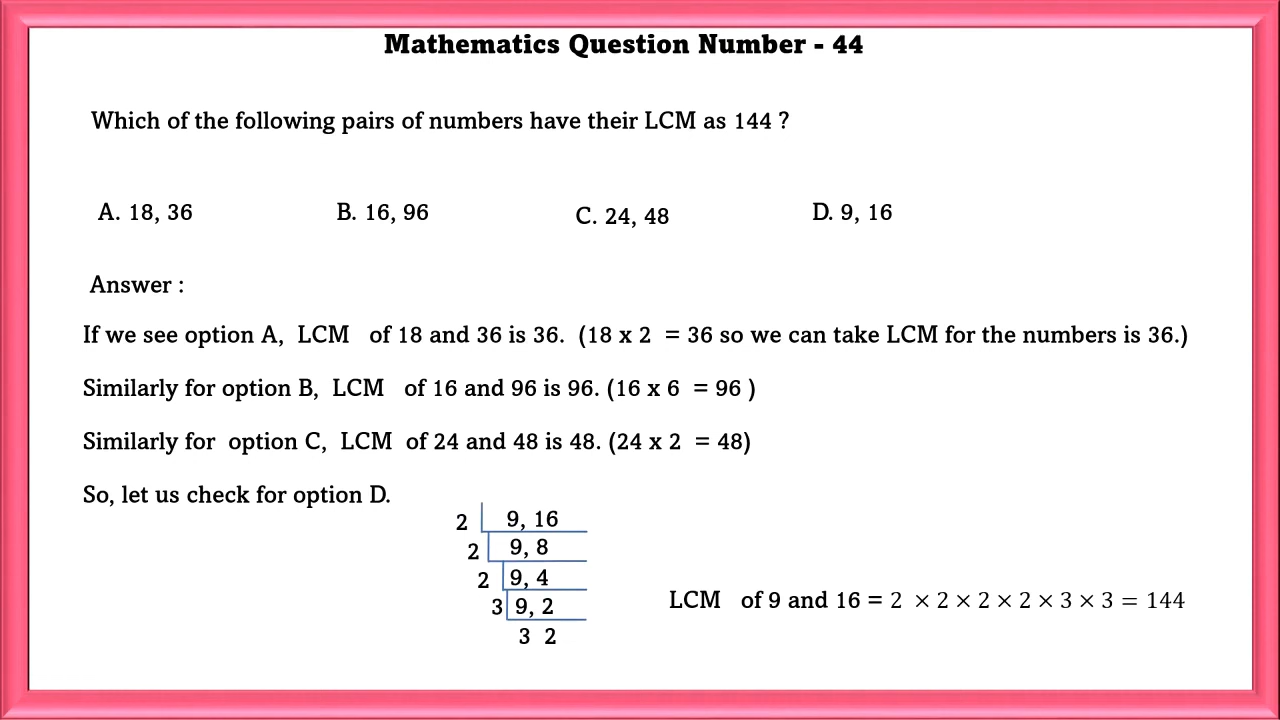 Mathematics Question Number - 44
Which of the following pairs of numbers have their LCM as 144 ?
A. 18, 36
B. 16, 96
C. 24, 48
D. 9, 16
Answer :
If we see option A, LCM of 18 and 36 is 36. (18 x 2 = 36 so we can take LCM for the numbers is 36.)
Similarly for option B, LCM of 16 and 96 is 96. (16 x 6 = 96 )
Similarly for option C, LCM of 24 and 48 is 48. (24 x 2 = 48)
So, let us check for option D.
2 9, 16
2 9, 8
2 9, 4
3 9, 2
3 2
LCM of 9 and 16 = 2 × 2 × 2 × 2 × 3 × 3 = 144